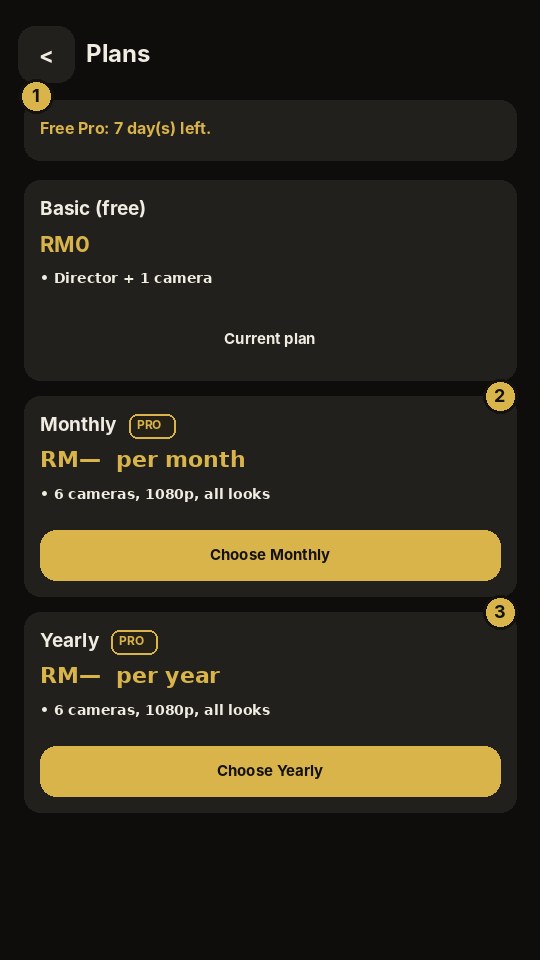 < Plans
1
Free Pro: 7 day(s) left.
Basic (free)
RM0
• Director + 1 camera
Current plan
2
Monthly PRO
RM— per month
• 6 cameras, 1080p, all looks
Choose Monthly
3
Yearly PRO
RM— per year
• 6 cameras, 1080p, all looks
Choose Yearly